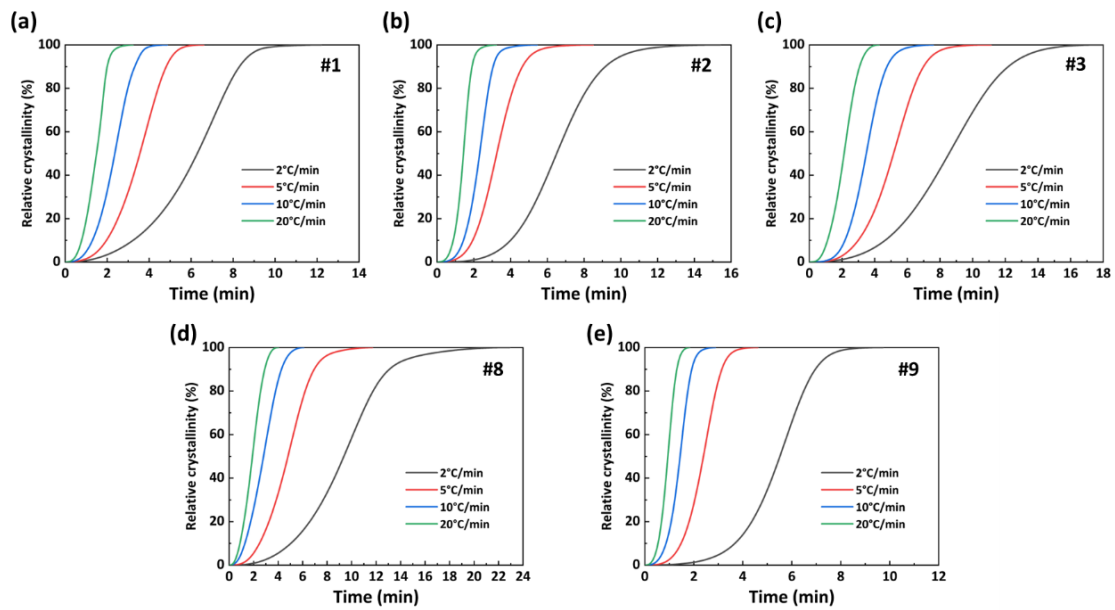 (a)
#1
Relative crystallinity (%)
100
80
60
40
20
0
2°C/min
5°C/min
10°C/min
20°C/min
0 2 4 6 8 10 12 14
Time (min)
(b)
#2
Relative crystallinity (%)
100
80
60
40
20
0
2°C/min
5°C/min
10°C/min
20°C/min
0 2 4 6 8 10 12 14 16
Time (min)
(c)
#3
Relative crystallinity (%)
100
80
60
40
20
0
2°C/min
5°C/min
10°C/min
20°C/min
0 2 4 6 8 10 12 14 16 18
Time (min)
(d)
#8
Relative crystallinity (%)
100
80
60
40
20
0
2°C/min
5°C/min
10°C/min
20°C/min
0 2 4 6 8 10 12 14 16 18 20 22 24
Time (min)
(e)
#9
Relative crystallinity (%)
100
80
60
40
20
0
2°C/min
5°C/min
10°C/min
20°C/min
0 2 4 6 8 10 12
Time (min)